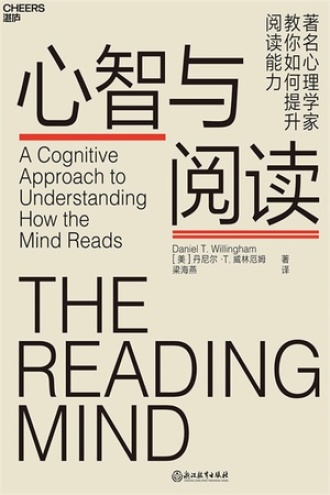 CHEERS
湛庐
著名心理学家
教你如何提升
阅读能力
心智与
阅读
A Cognitive
Approach to
Understanding
How the
Mind Reads
Daniel T. Willingham
[ 美 ] 丹尼尔·T. 威林厄姆 著
梁海燕 译
THE
READING
MIND
浙江教育出版社